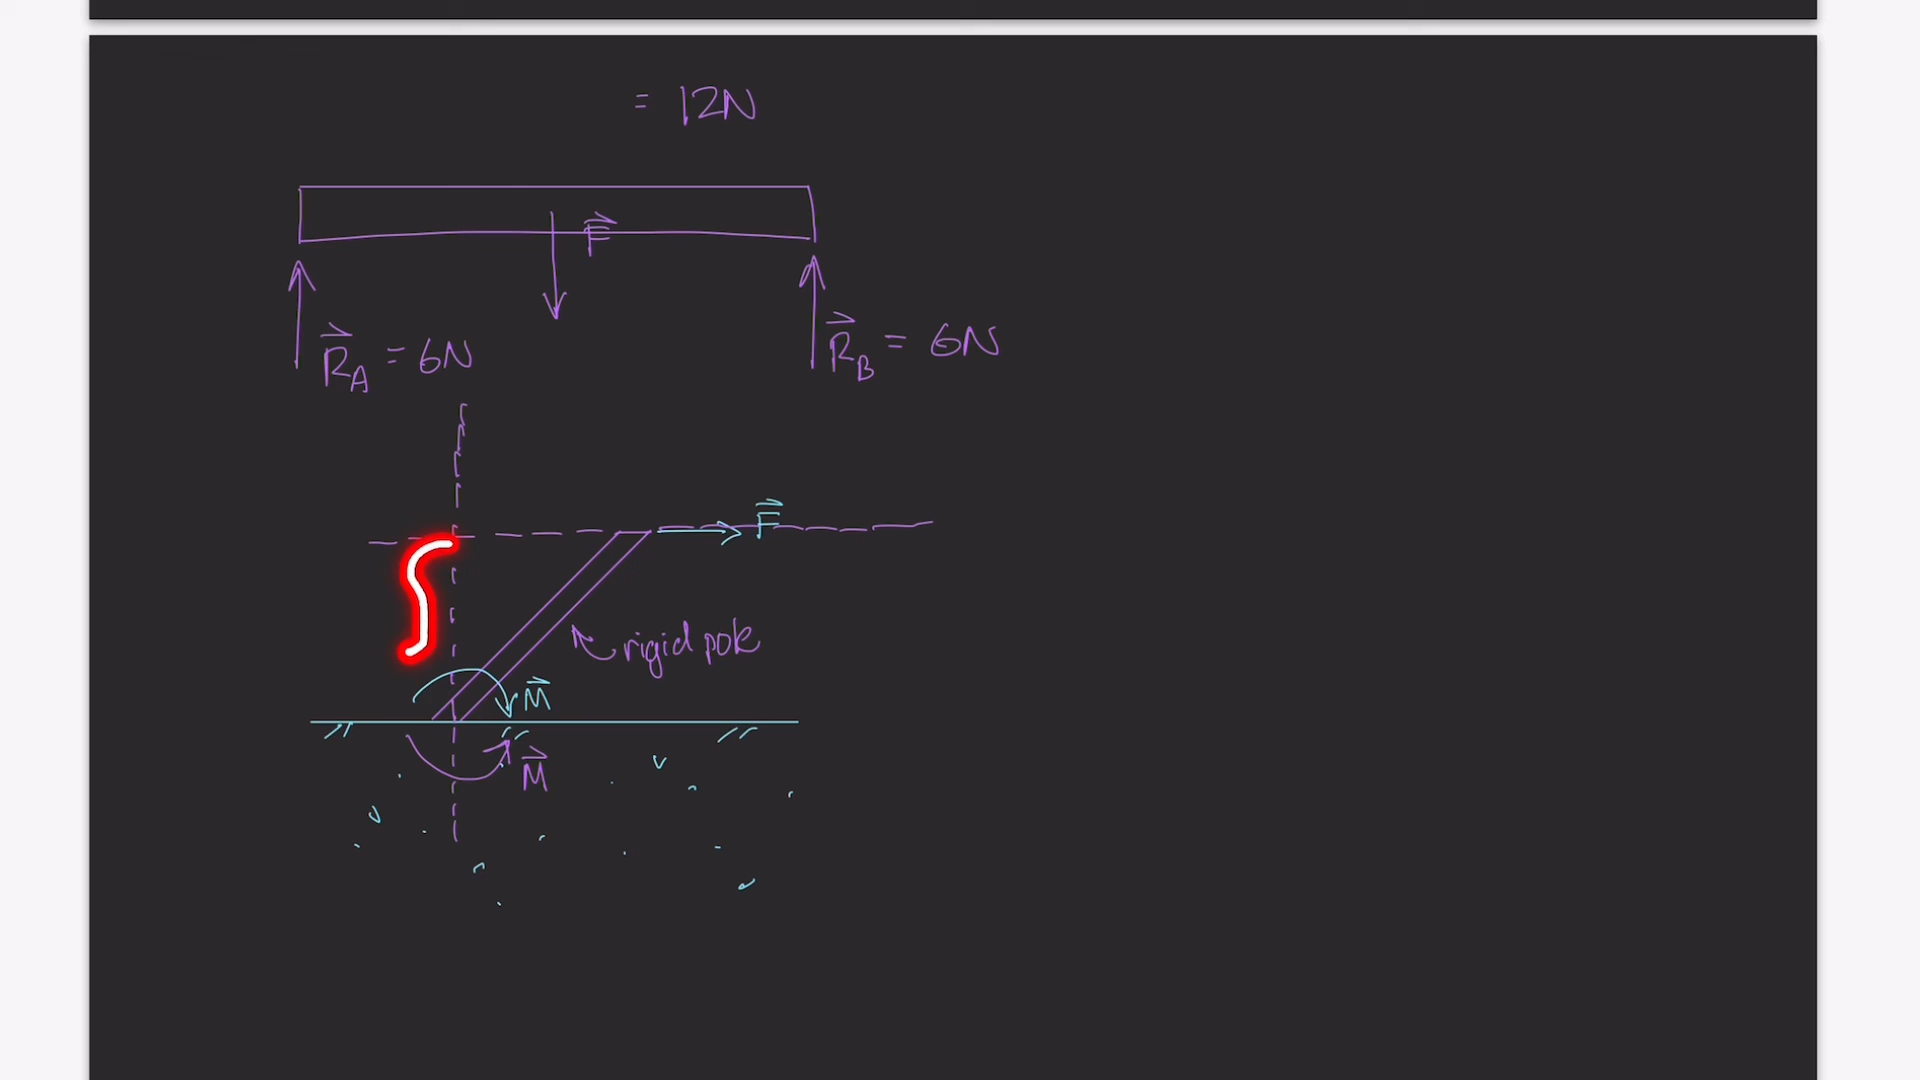 = 12N
F
R_A = 6N
R_B = 6N
F
rigid pole
M
M